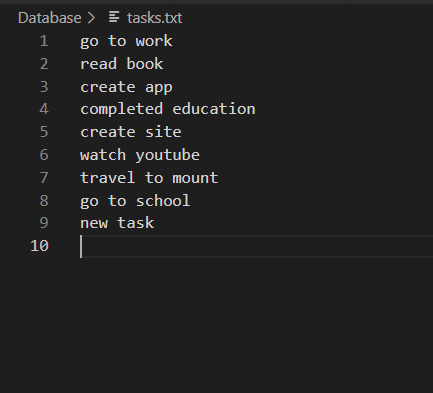 Database > tasks.txt
1 go to work
2 read book
3 create app
4 completed education
5 create site
6 watch youtube
7 travel to mount
8 go to school
9 new task
10